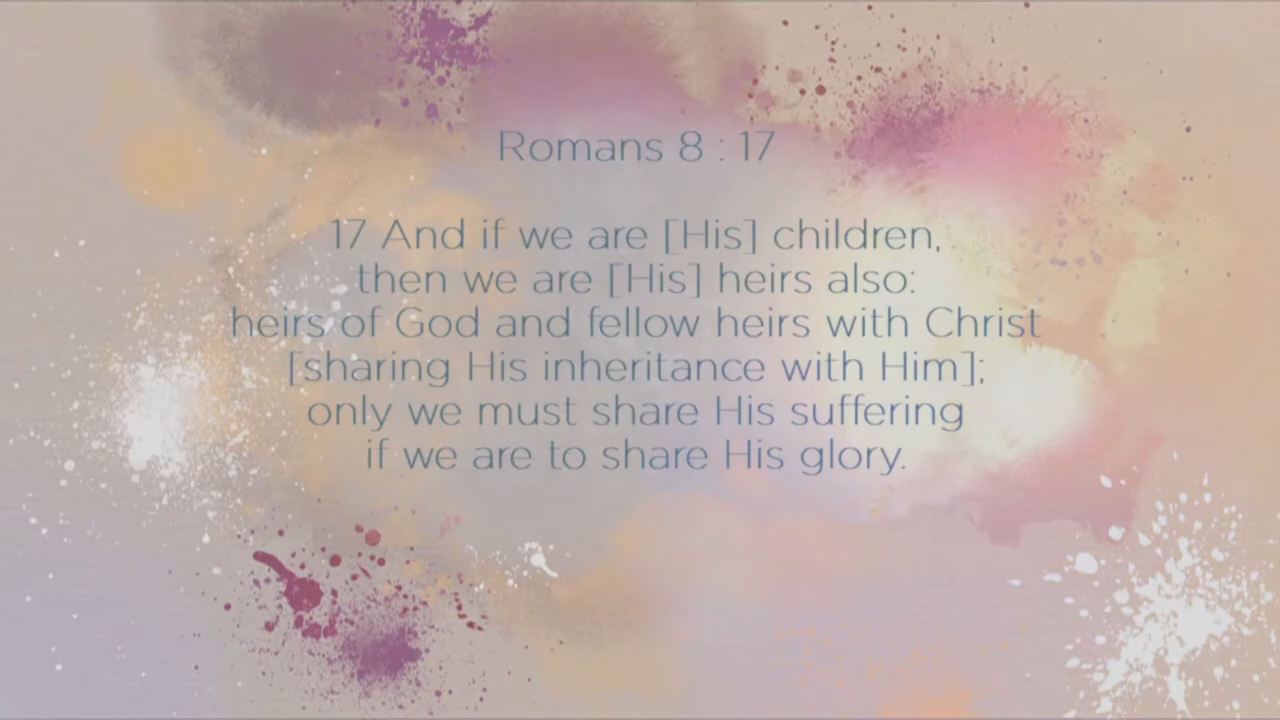 Romans 8 : 17
17 And if we are [His] children,
then we are [His] heirs also:
heirs of God and fellow heirs with Christ
[sharing His inheritance with Him];
only we must share His suffering
if we are to share His glory.